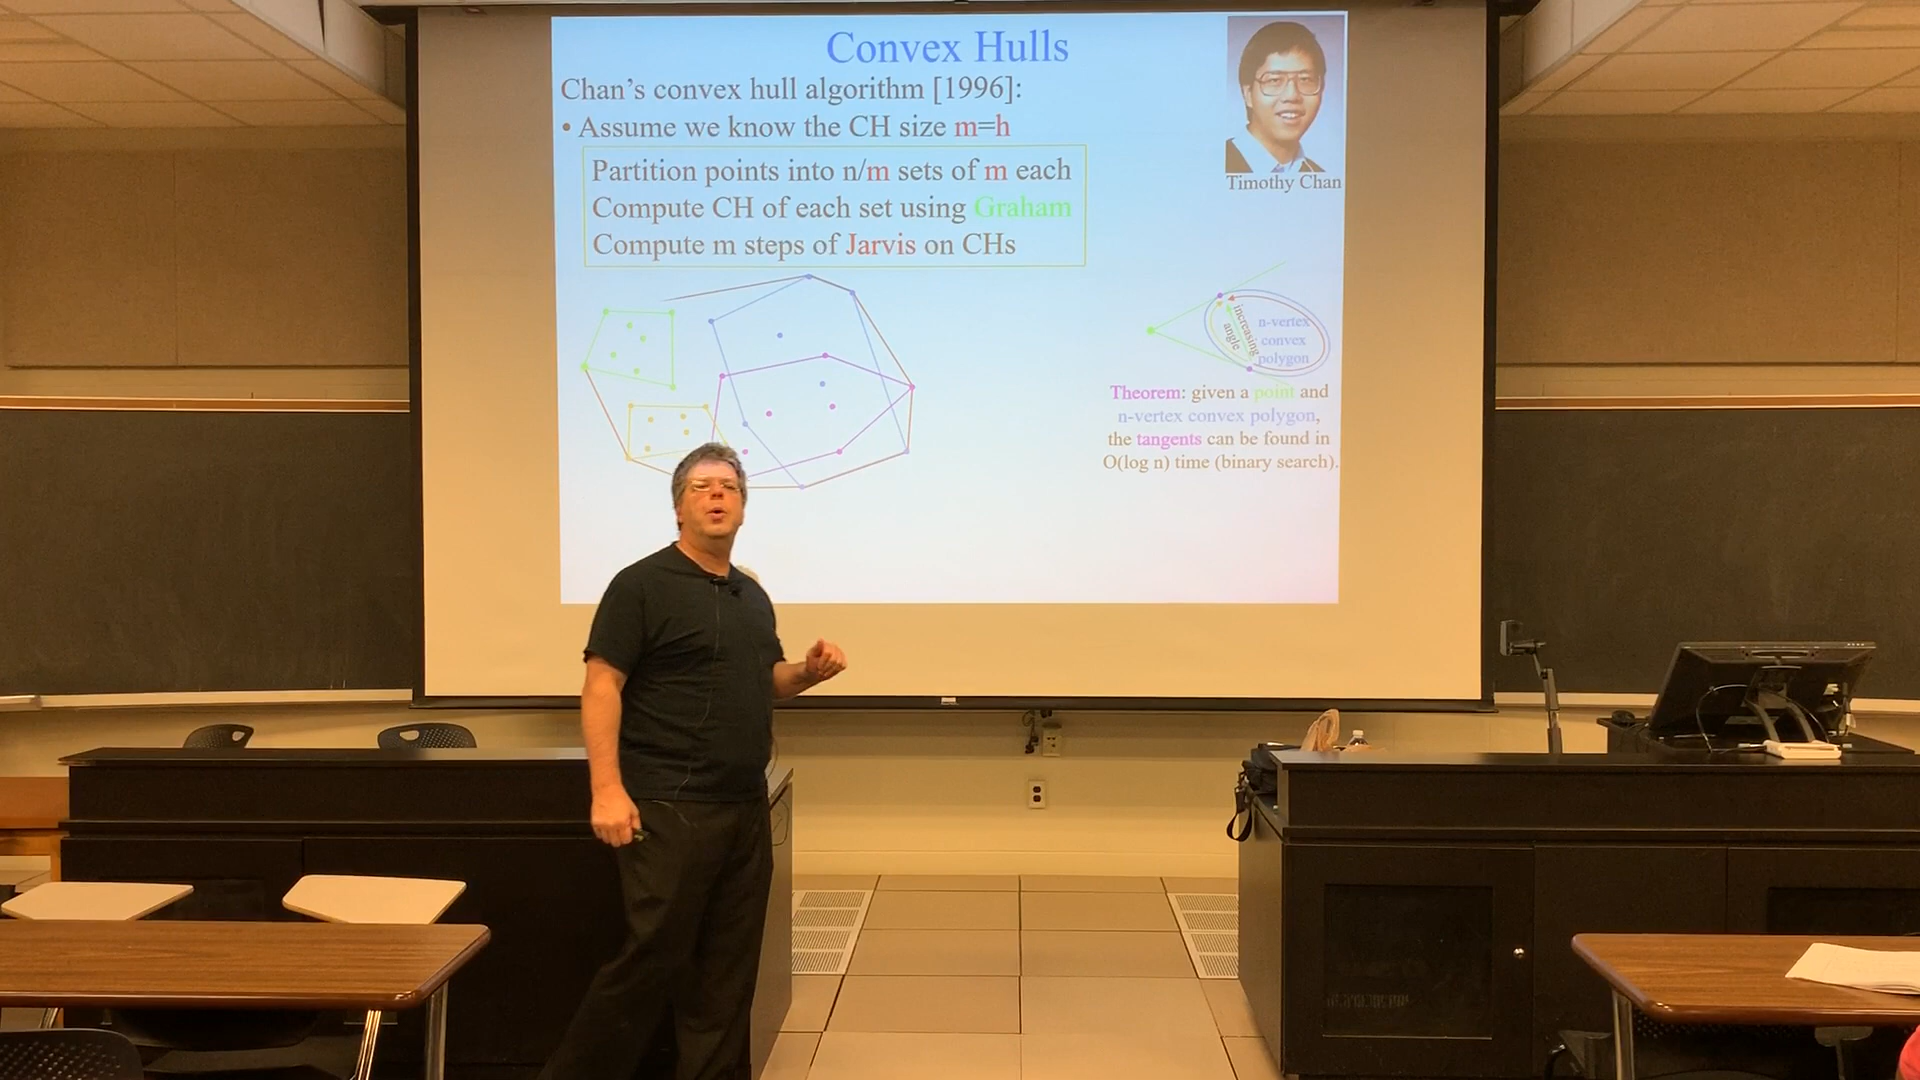 Convex Hulls
Chan's convex hull algorithm [1996]:
• Assume we know the CH size m=h
Partition points into n/m sets of m each
Compute CH of each set using Graham
Compute m steps of Jarvis on CHs
Timothy Chan
increasing
angle
n-vertex
convex
polygon
Theorem: given a point and
n-vertex convex polygon,
the tangents can be found in
O(log n) time (binary search).